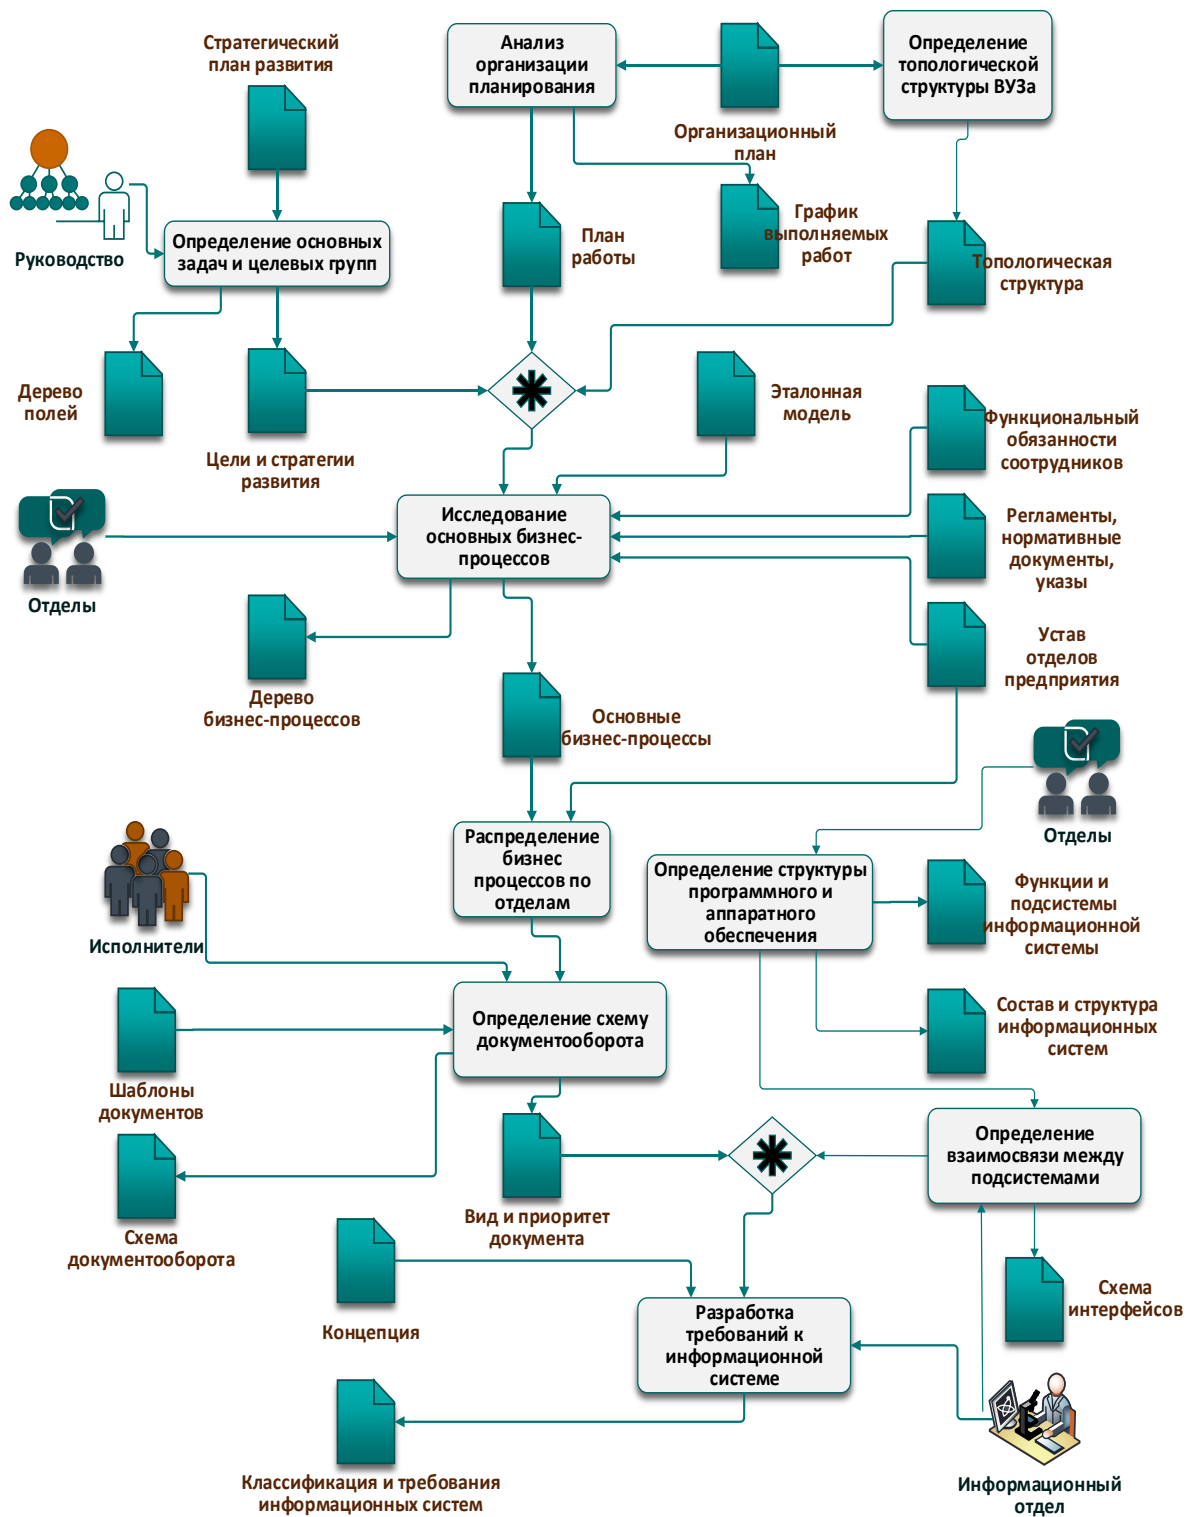 Стратегический
план развития
Анализ
организации
планирования
Определение
топологической
структуры ВУЗа
Организационный
план
Руководство
Определение основных
задач и целевых групп
План
работы
График
выполняемых
работ
Топологическая
структура
Дерево
полей
Цели и стратегии
развития
Эталонная
модель
Функциональный
обязанности
соотрудников
Отделы
Исследование
основных бизнес-
процессов
Регламенты,
нормативные
документы,
указы
Устав
отделов
предприятия
Дерево
бизнес-процессов
Основные
бизнес-процессы
Отделы
Исполнители
Распределение
бизнес
процессов по
отделам
Определение структуры
программного и
аппаратного
обеспечения
Функции и
подсистемы
информационной
системы
Состав и структура
информационных
систем
Определение схему
документооборота
Шаблоны
документов
Схема
документооборота
Вид и приоритет
документа
Определение
взаимосвязи между
подсистемами
Схема
интерфейсов
Концепция
Разработка
требований к
информационной
системе
Классификация и требования
информационных систем
Информационный
отдел